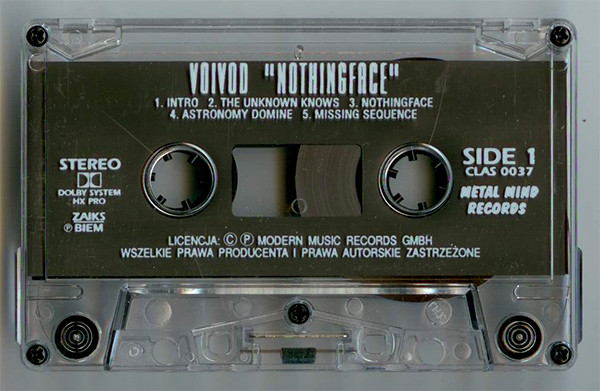 VOIVOD "NOTHINGFACE"
1. INTRO 2. THE UNKNOWN KNOWS 3. NOTHINGFACE
4. ASTRONOMY DOMINE 5. MISSING SEQUENCE
STEREO
DOLBY SYSTEM
HX PRO
ZAIKS
Ⓟ BIEM
SIDE 1
CLAS 0037
METAL MIND
RECORDS
LICENCJA: © Ⓟ MODERN MUSIC RECORDS GMBH
WSZELKIE PRAWA PRODUCENTA I PRAWA AUTORSKIE ZASTRZEŻONE